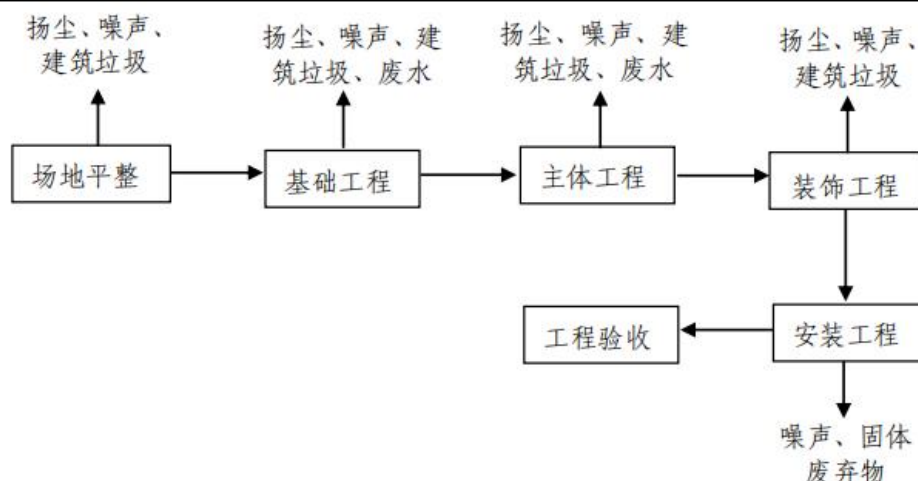 扬尘、噪声、
建筑垃圾
扬尘、噪声、建
筑垃圾、废水
扬尘、噪声、建
筑垃圾、废水
扬尘、噪声、
建筑垃圾
场地平整
基础工程
主体工程
装饰工程
工程验收
安装工程
噪声、固体
废弃物